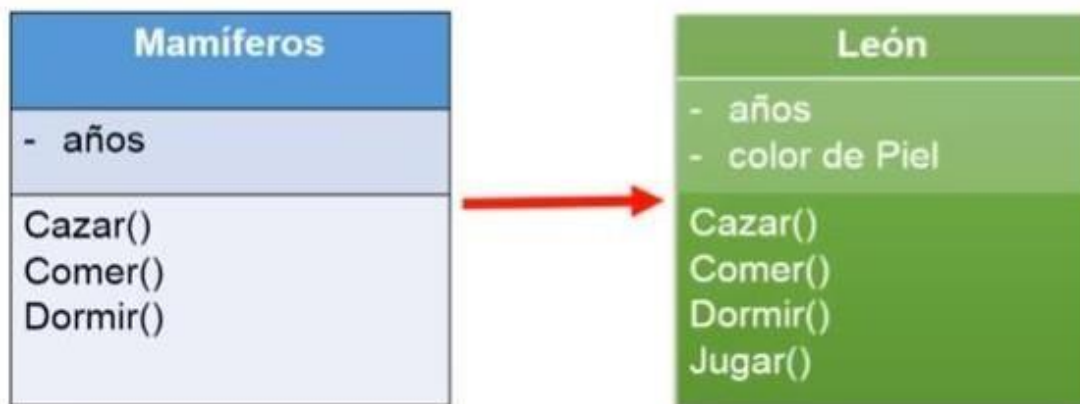 Mamíferos
- años
Cazar()
Comer()
Dormir()
León
- años
- color de Piel
Cazar()
Comer()
Dormir()
Jugar()